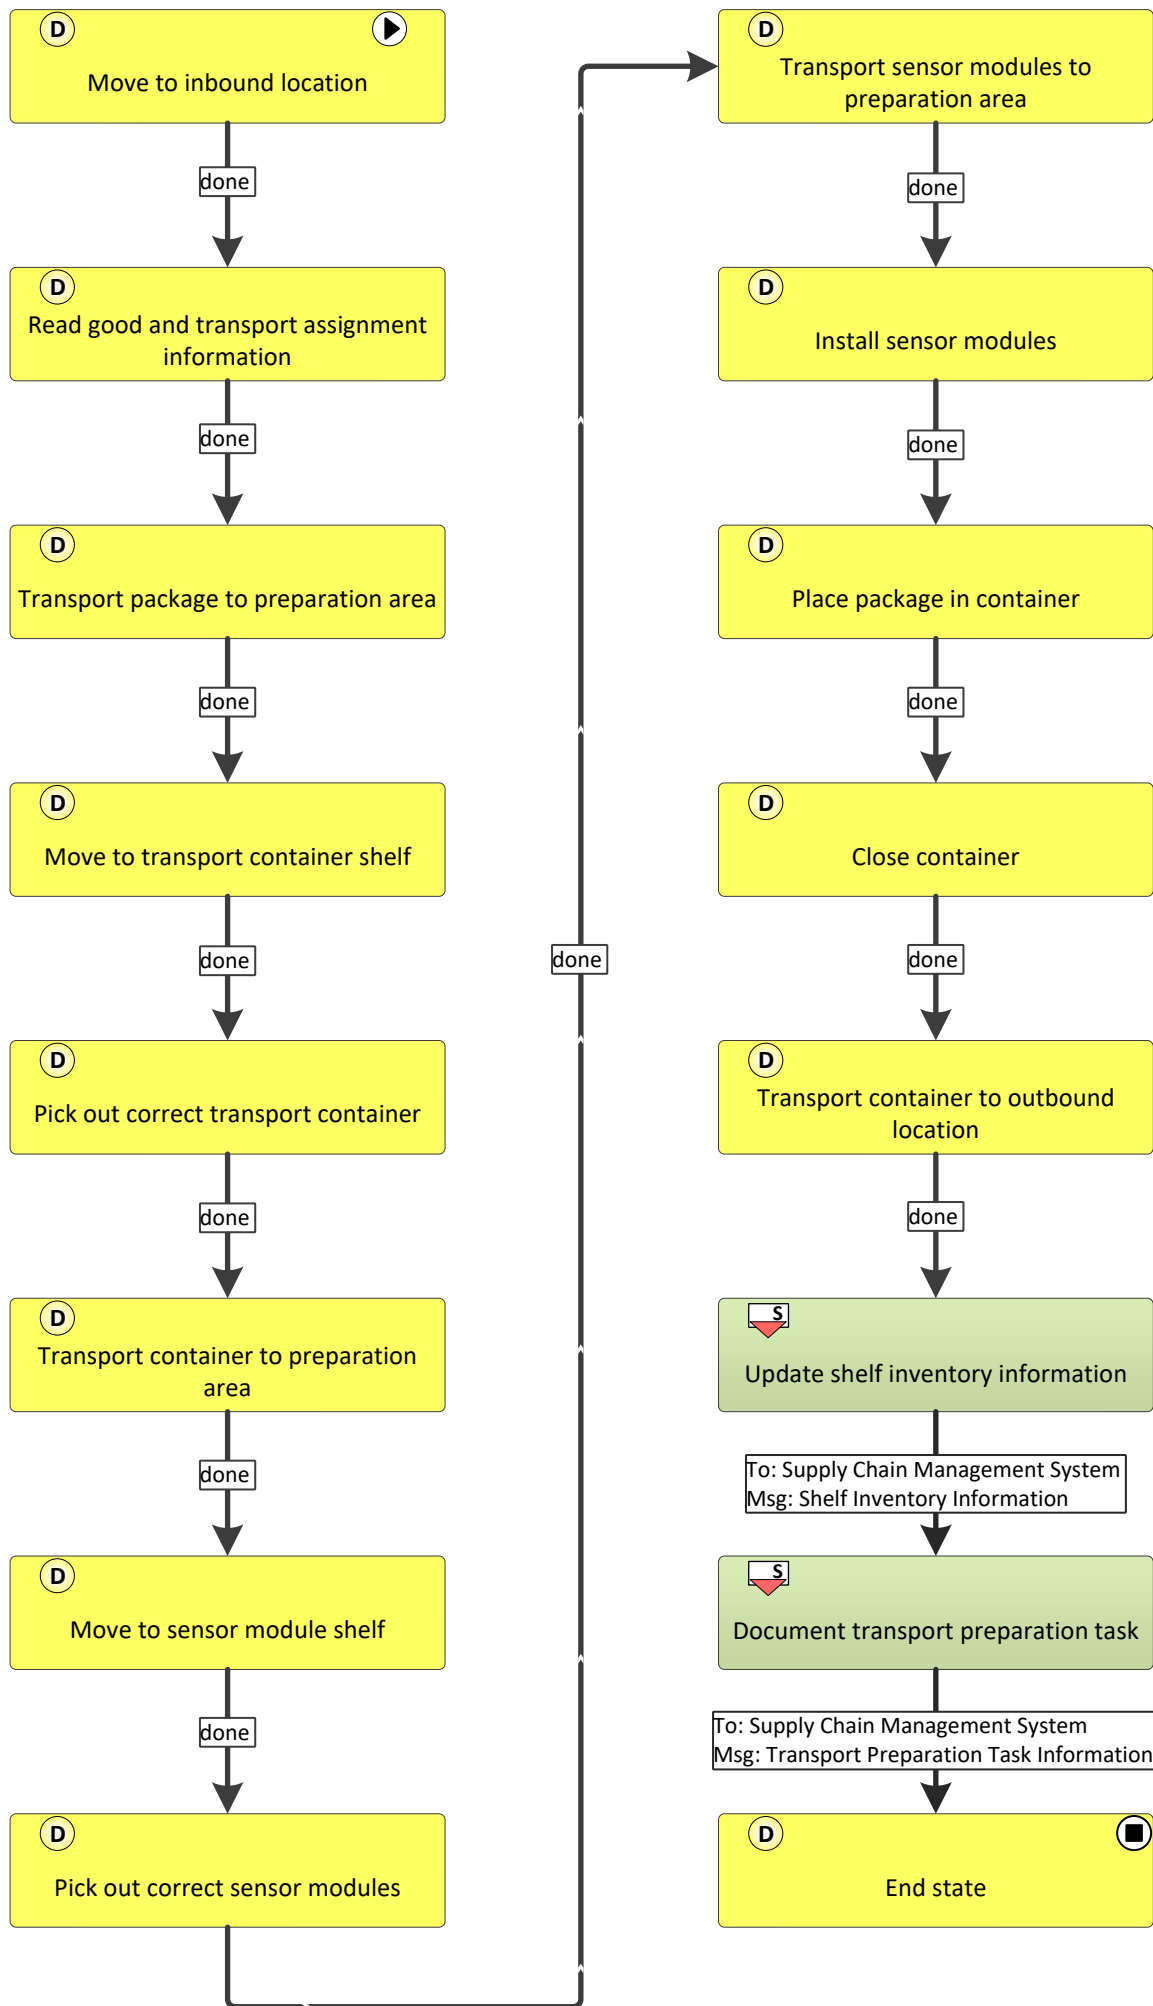 D
Move to inbound location
done
D
Read good and transport assignment
information
done
D
Transport package to preparation area
done
D
Move to transport container shelf
done
D
Pick out correct transport container
done
D
Transport container to preparation
area
done
D
Move to sensor module shelf
done
D
Pick out correct sensor modules
done
D
Transport sensor modules to
preparation area
done
D
Install sensor modules
done
D
Place package in container
done
D
Close container
done
D
Transport container to outbound
location
done
S
Update shelf inventory information
To: Supply Chain Management System
Msg: Shelf Inventory Information
S
Document transport preparation task
To: Supply Chain Management System
Msg: Transport Preparation Task Information
D
End state